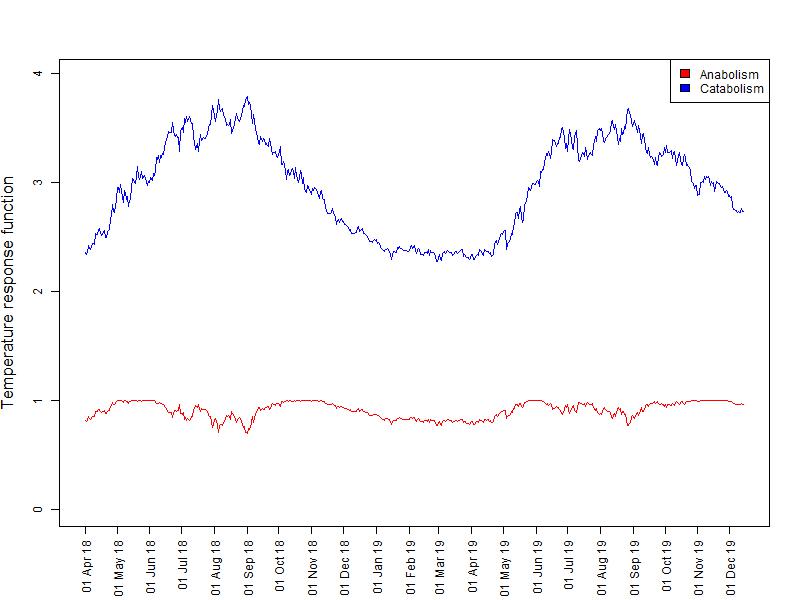 Anabolism
Catabolism
Temperature response function
4
3
2
1
0
01 Apr 18
01 May 18
01 Jun 18
01 Jul 18
01 Aug 18
01 Sep 18
01 Oct 18
01 Nov 18
01 Dec 18
01 Jan 19
01 Feb 19
01 Mar 19
01 Apr 19
01 May 19
01 Jun 19
01 Jul 19
01 Aug 19
01 Sep 19
01 Oct 19
01 Nov 19
01 Dec 19